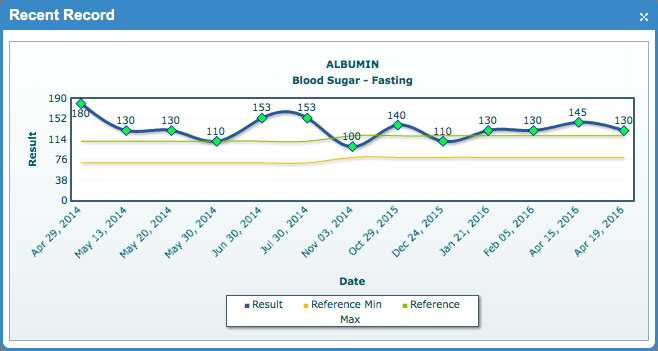 Recent Record
ALBUMIN
Blood Sugar - Fasting
190
152
114
76
38
0
Result
180
130
130
110
153
153
100
140
110
130
130
145
130
Apr 29, 2014
May 13, 2014
May 20, 2014
May 30, 2014
Jun 30, 2014
Jul 30, 2014
Nov 03, 2014
Oct 29, 2015
Dec 24, 2015
Jan 21, 2016
Feb 05, 2016
Apr 15, 2016
Apr 19, 2016
Date
Result Reference Min Reference
Max